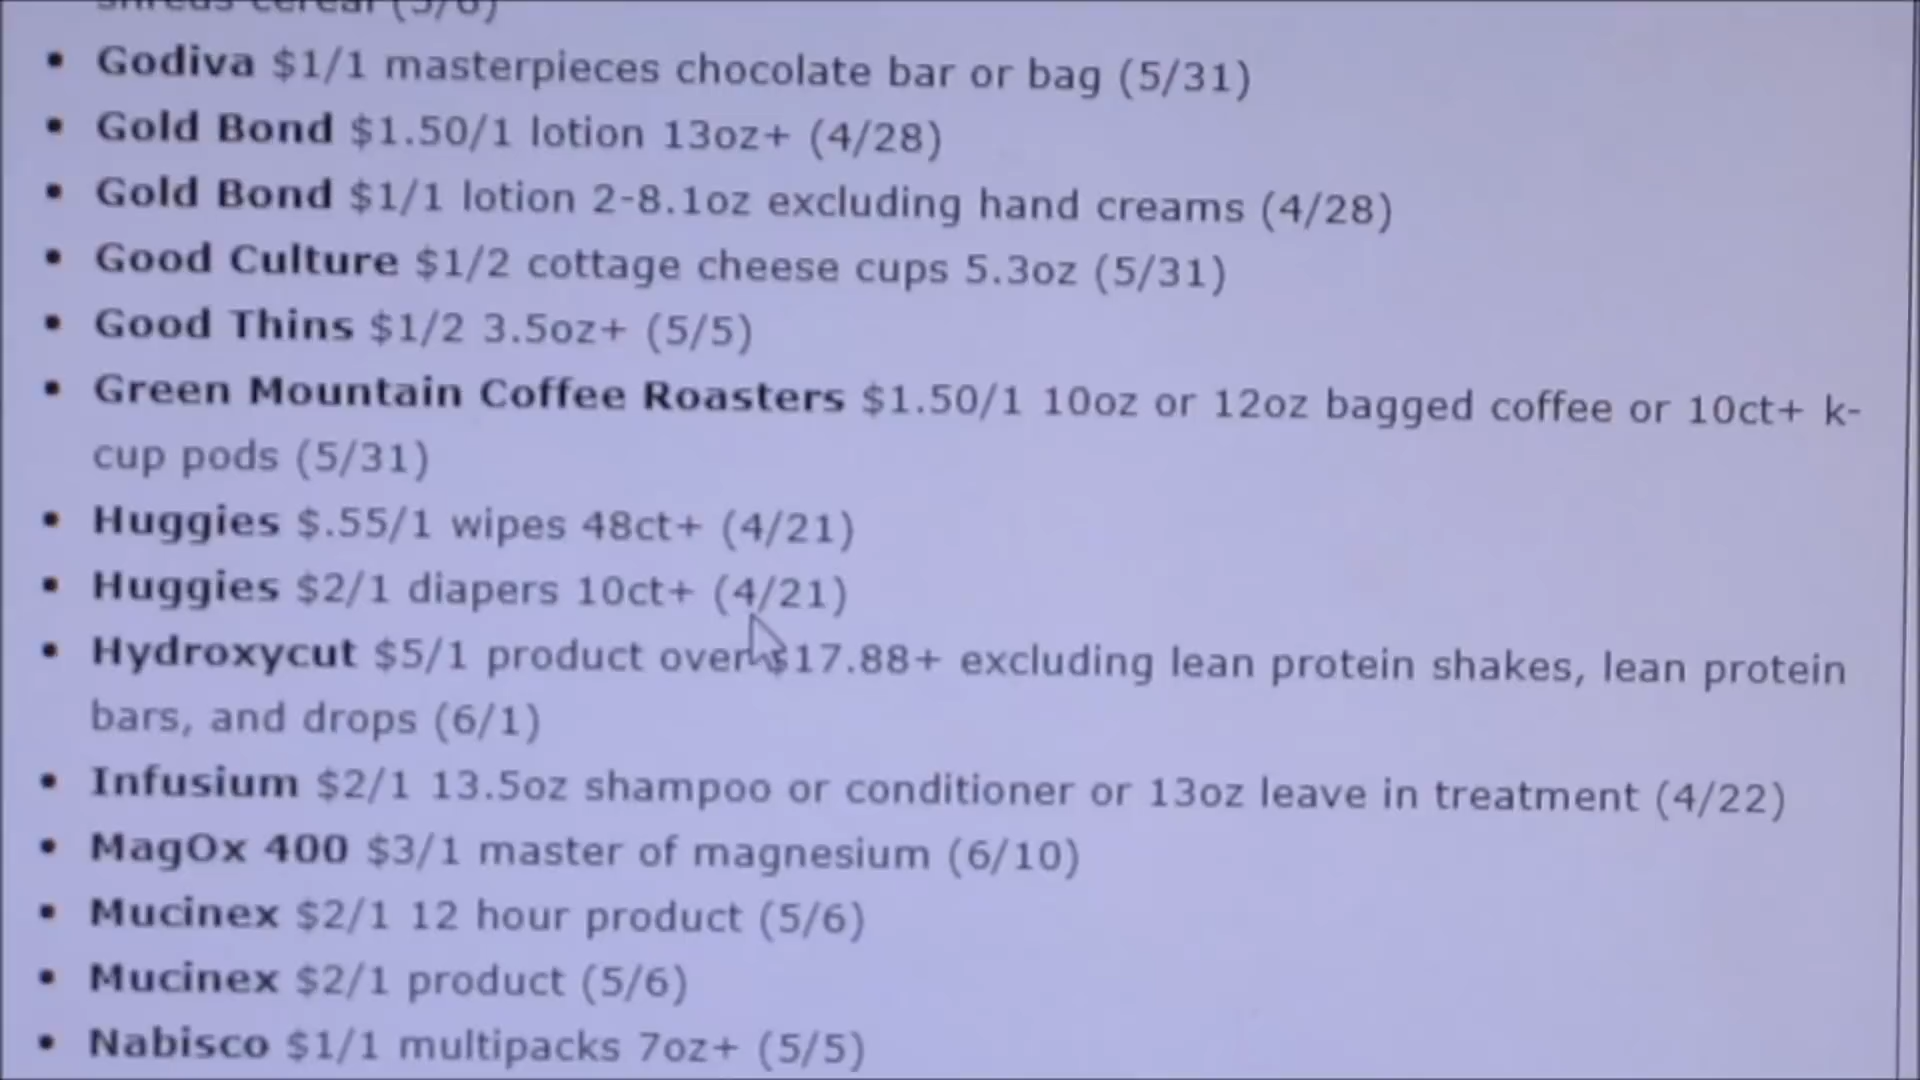 shreds cereal (5/6)
• Godiva $1/1 masterpieces chocolate bar or bag (5/31)
• Gold Bond $1.50/1 lotion 13oz+ (4/28)
• Gold Bond $1/1 lotion 2-8.1oz excluding hand creams (4/28)
• Good Culture $1/2 cottage cheese cups 5.3oz (5/31)
• Good Thins $1/2 3.5oz+ (5/5)
• Green Mountain Coffee Roasters $1.50/1 10oz or 12oz bagged coffee or 10ct+ k-
cup pods (5/31)
• Huggies $.55/1 wipes 48ct+ (4/21)
• Huggies $2/1 diapers 10ct+ (4/21)
• Hydroxycut $5/1 product over $17.88+ excluding lean protein shakes, lean protein
bars, and drops (6/1)
• Infusium $2/1 13.5oz shampoo or conditioner or 13oz leave in treatment (4/22)
• MagOx 400 $3/1 master of magnesium (6/10)
• Mucinex $2/1 12 hour product (5/6)
• Mucinex $2/1 product (5/6)
• Nabisco $1/1 multipacks 7oz+ (5/5)